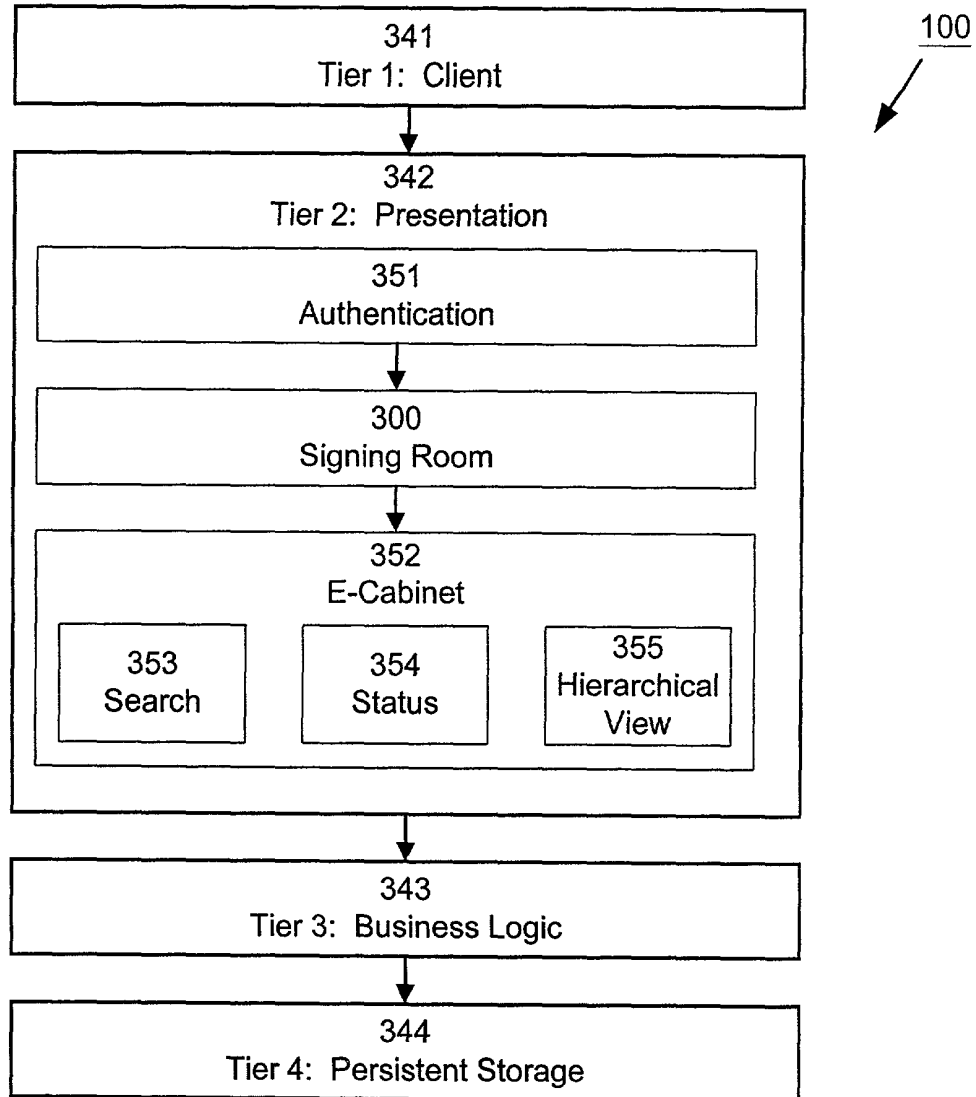 100
341
Tier 1: Client
342
Tier 2: Presentation
351
Authentication
300
Signing Room
352
E-Cabinet
353
Search
354
Status
355
Hierarchical
View
343
Tier 3: Business Logic
344
Tier 4: Persistent Storage